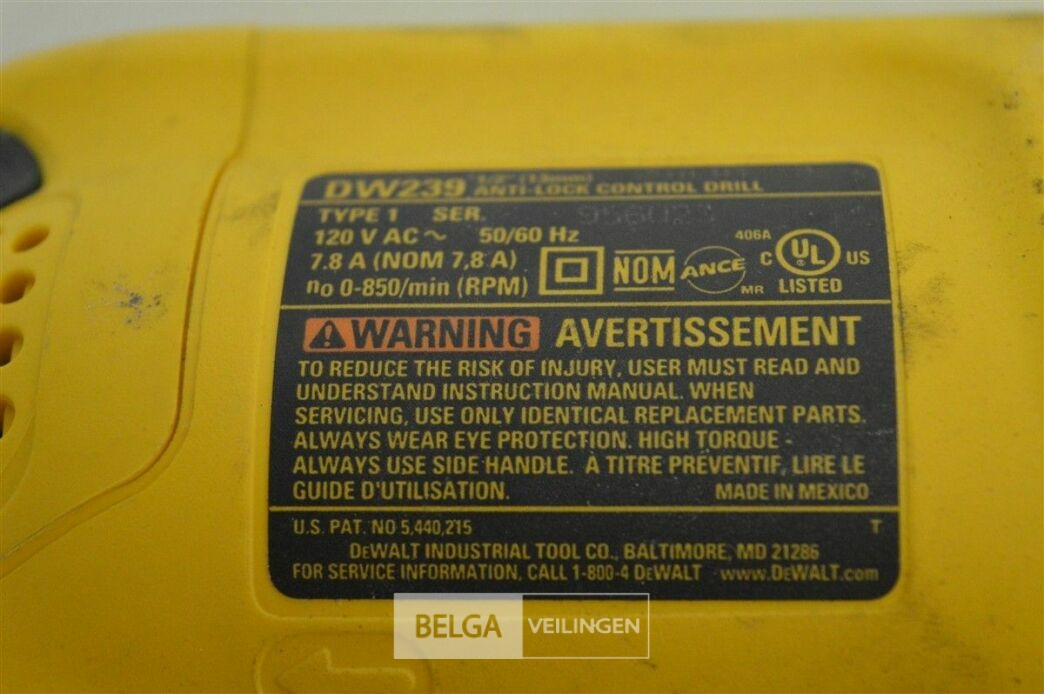 DW239 1/2" (13mm)
ANTI-LOCK CONTROL DRILL
TYPE 1 SER.
120 V AC ~ 50/60 Hz
7.8 A (NOM 7,8 A)
no 0-850/min (RPM)
NOM
ANCE
MR
406A
C UL US
LISTED
WARNING AVERTISSEMENT
TO REDUCE THE RISK OF INJURY, USER MUST READ AND
UNDERSTAND INSTRUCTION MANUAL. WHEN
SERVICING, USE ONLY IDENTICAL REPLACEMENT PARTS.
ALWAYS WEAR EYE PROTECTION. HIGH TORQUE -
ALWAYS USE SIDE HANDLE. À TITRE PRÉVENTIF, LIRE LE
GUIDE D'UTILISATION. MADE IN MEXICO
U.S. PAT. NO 5,440,215 T
DEWALT INDUSTRIAL TOOL CO., BALTIMORE, MD 21286
FOR SERVICE INFORMATION, CALL 1-800-4 DEWALT www.DEWALT.com
BELGA VEILINGEN